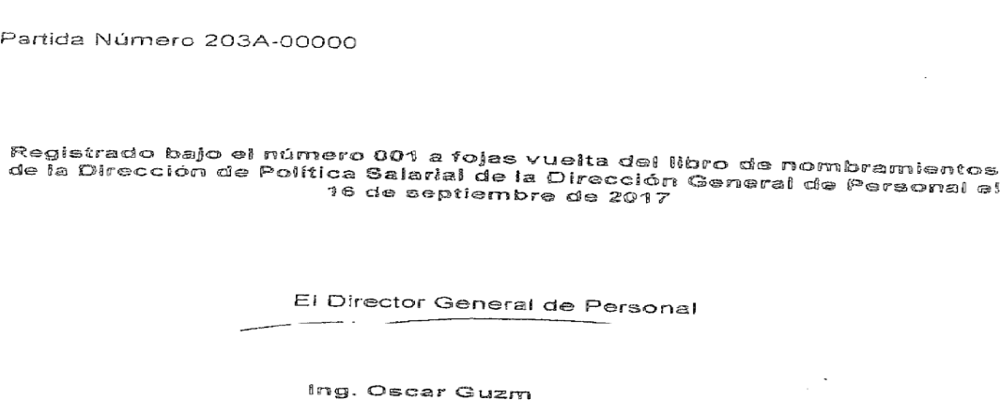 Partida Número 203A-00000
Registrado bajo el número 001 a fojas vuelta del libro de nombramientos
de la Dirección de Política Salarial de la Dirección General de Personal el
16 de septiembre de 2017
El Director General de Personal
Ing. Oscar Guzm